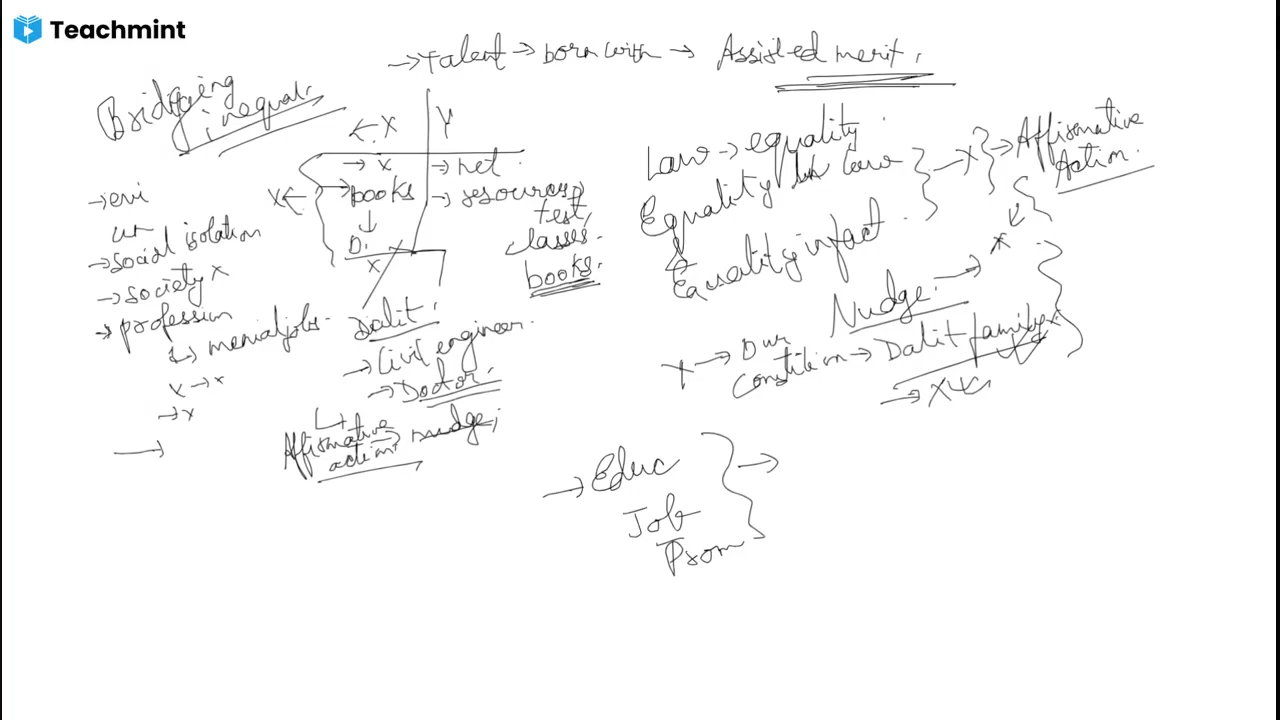 Teachmint
→ Talent → born with → Assisted merit.
Bridging
inequal.
← X Y
→ x → net.
X ← books → resources
test,
classes.
books.
D.
x
→ social isolation
→ society x
→ profession
↳ menial jobs.
x → x
→ x
Dalit.
→ Civil engineer.
→ Doctor.
↳ Affirmative → nudge,
action.
Law → equality
Equality in law → X → Affirmative
Action.
&
Equality in fact.
Nudge. → x
X → Our
Constitution → Dalit family
→ Educ →
Job
Prom